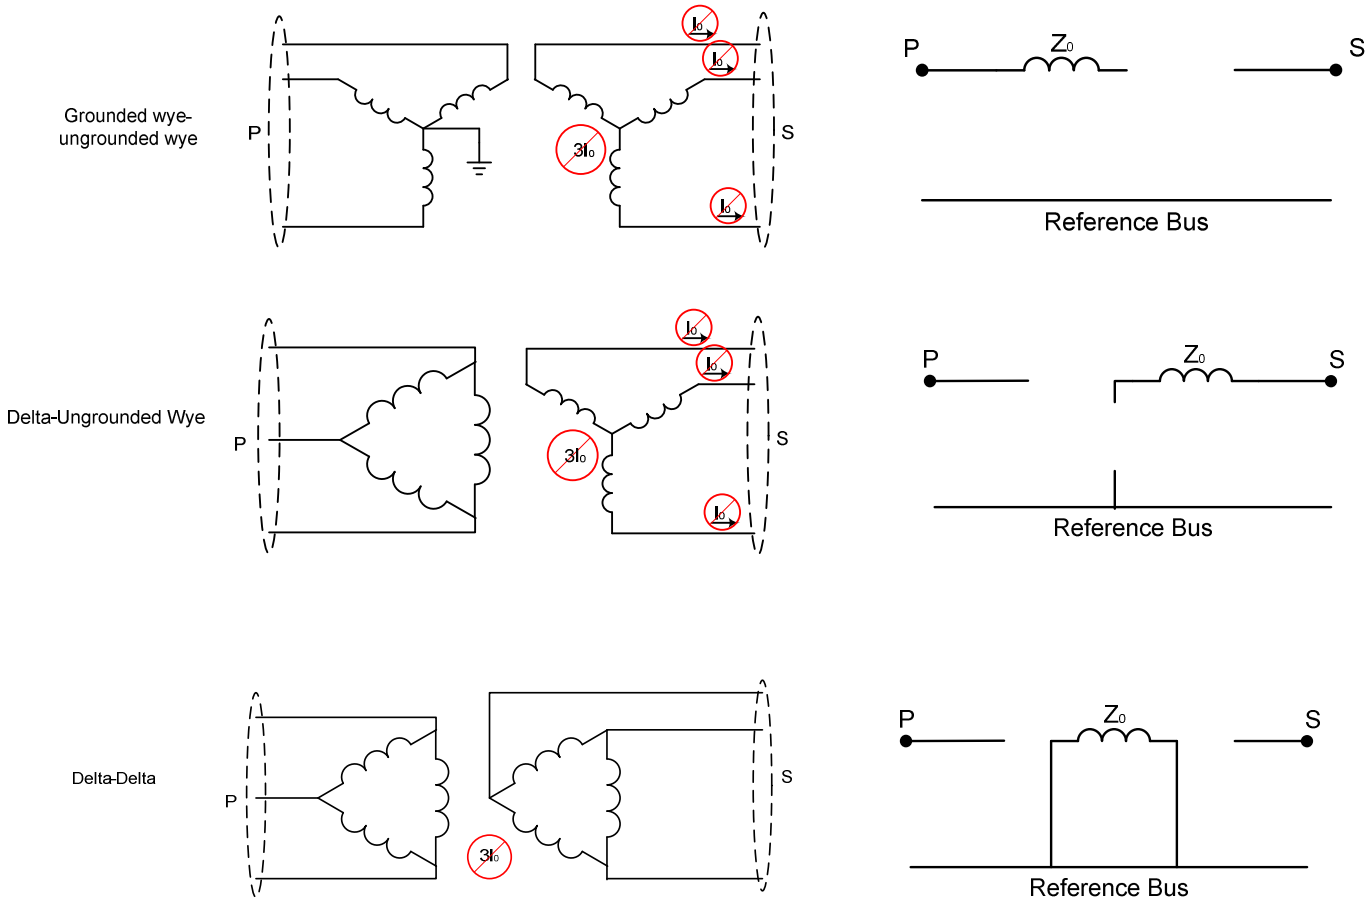 I₀
I₀
Grounded wye-
ungrounded wye
P
3I₀
S
I₀
P
Z₀
S
Reference Bus
I₀
I₀
Delta-Ungrounded Wye
P
3I₀
S
I₀
P
Z₀
S
Reference Bus
Delta-Delta
P
3I₀
S
P
Z₀
S
Reference Bus